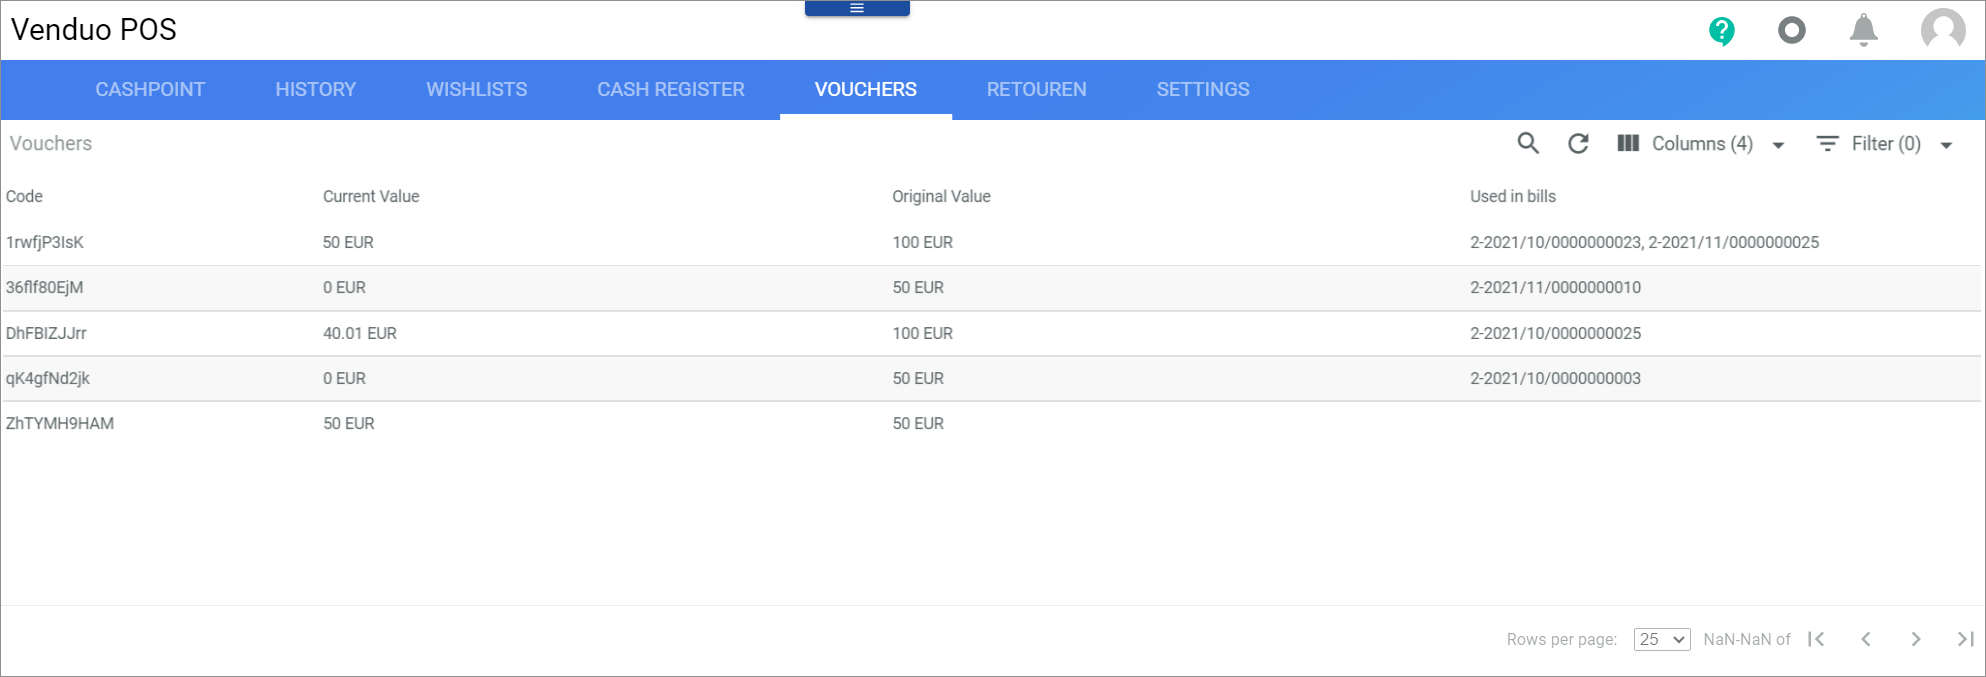 Venduo POS
CASHPOINT HISTORY WISHLISTS CASH REGISTER VOUCHERS RETOUREN SETTINGS
Vouchers Columns (4) Filter (0)
Code Current Value Original Value Used in bills
1rwfjP3IsK 50 EUR 100 EUR 2-2021/10/0000000023, 2-2021/11/0000000025
36flf80EjM 0 EUR 50 EUR 2-2021/11/0000000010
DhFBIZJJrr 40.01 EUR 100 EUR 2-2021/10/0000000025
qK4gfNd2jk 0 EUR 50 EUR 2-2021/10/0000000003
ZhTYMH9HAM 50 EUR 50 EUR
Rows per page: 25 NaN-NaN of